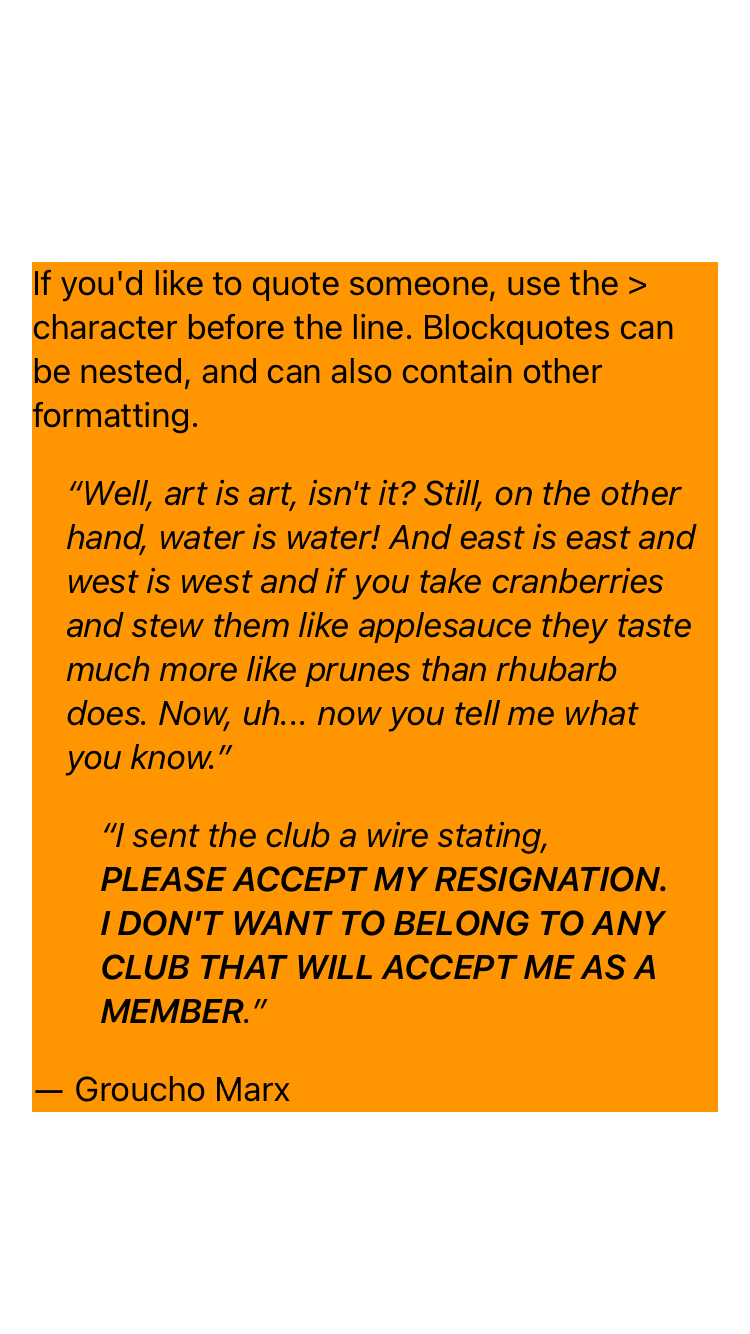 If you'd like to quote someone, use the >
character before the line. Blockquotes can
be nested, and can also contain other
formatting.
“Well, art is art, isn't it? Still, on the other
hand, water is water! And east is east and
west is west and if you take cranberries
and stew them like applesauce they taste
much more like prunes than rhubarb
does. Now, uh... now you tell me what
you know.”
“I sent the club a wire stating,
PLEASE ACCEPT MY RESIGNATION.
I DON'T WANT TO BELONG TO ANY
CLUB THAT WILL ACCEPT ME AS A
MEMBER.”
— Groucho Marx